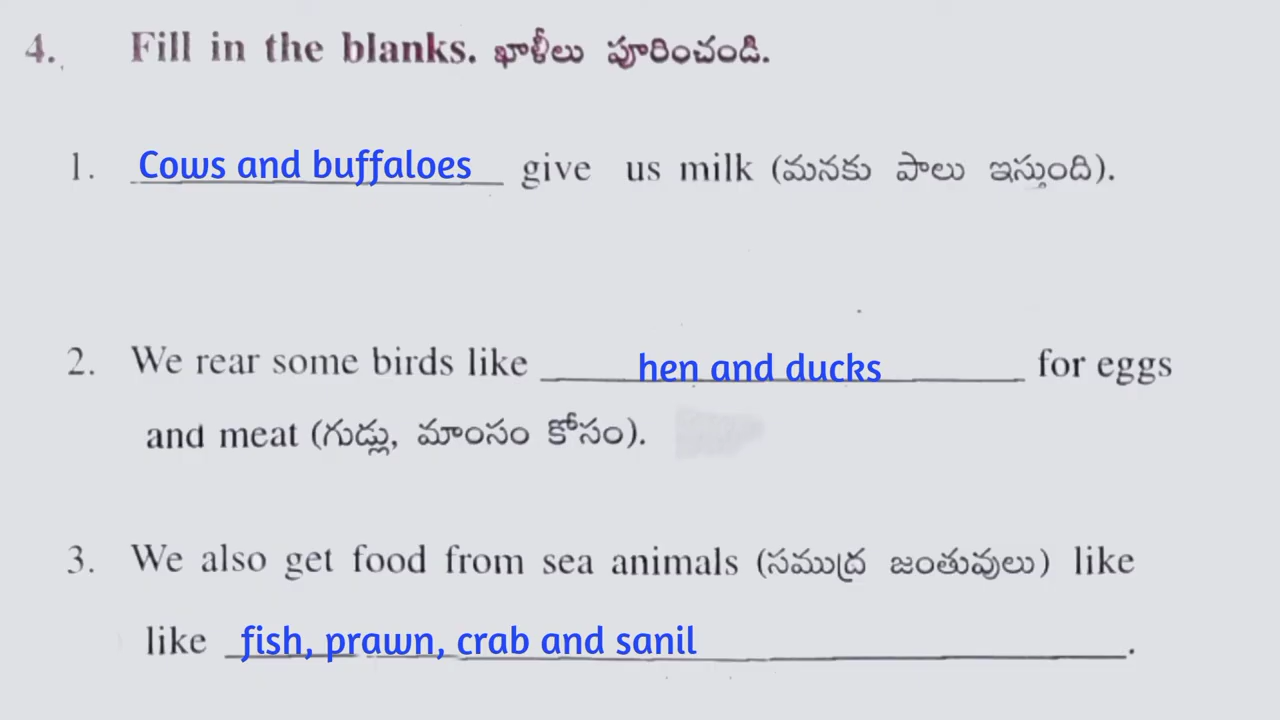 4. Fill in the blanks. ఖాళీలు పూరించండి.
1. Cows and buffaloes give us milk (మనకు పాలు ఇస్తుంది).
2. We rear some birds like hen and ducks for eggs
and meat (గుడ్లు, మాంసం కోసం).
3. We also get food from sea animals (సముద్ర జంతువులు) like
like fish, prawn, crab and sanil.